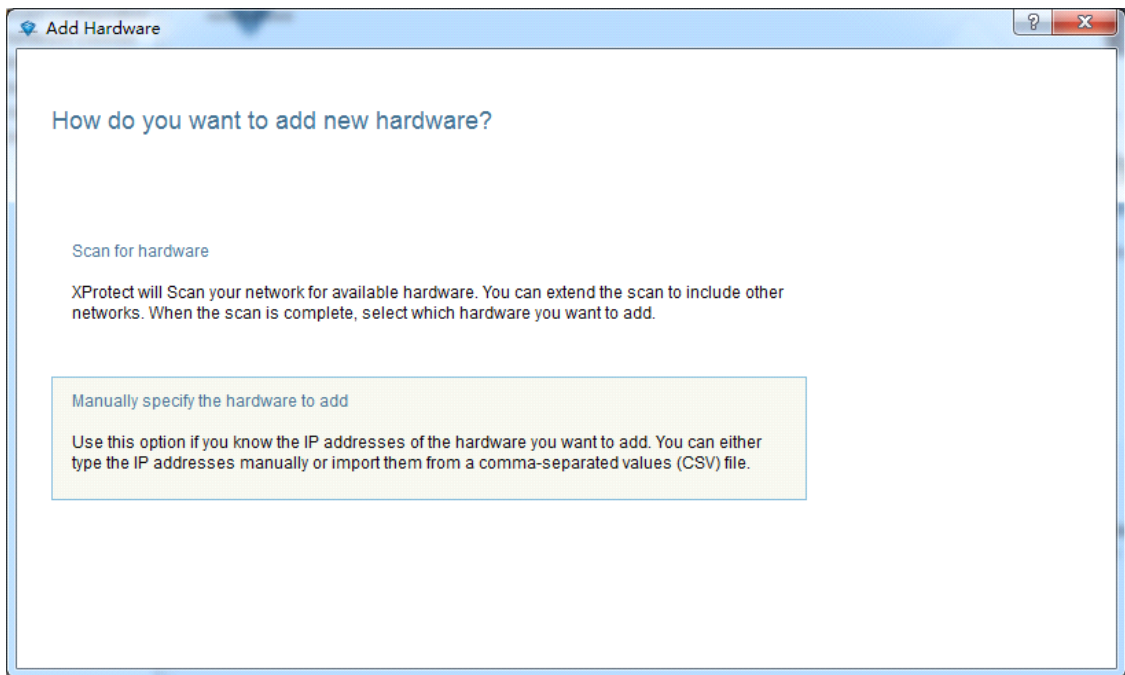 Add Hardware
?
X
How do you want to add new hardware?
Scan for hardware
XProtect will Scan your network for available hardware. You can extend the scan to include other
networks. When the scan is complete, select which hardware you want to add.
Manually specify the hardware to add
Use this option if you know the IP addresses of the hardware you want to add. You can either
type the IP addresses manually or import them from a comma-separated values (CSV) file.